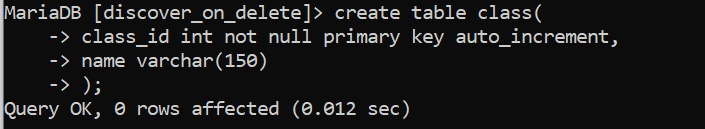 MariaDB [discover_on_delete]> create table class(
    -> class_id int not null primary key auto_increment,
    -> name varchar(150)
    -> );
Query OK, 0 rows affected (0.012 sec)